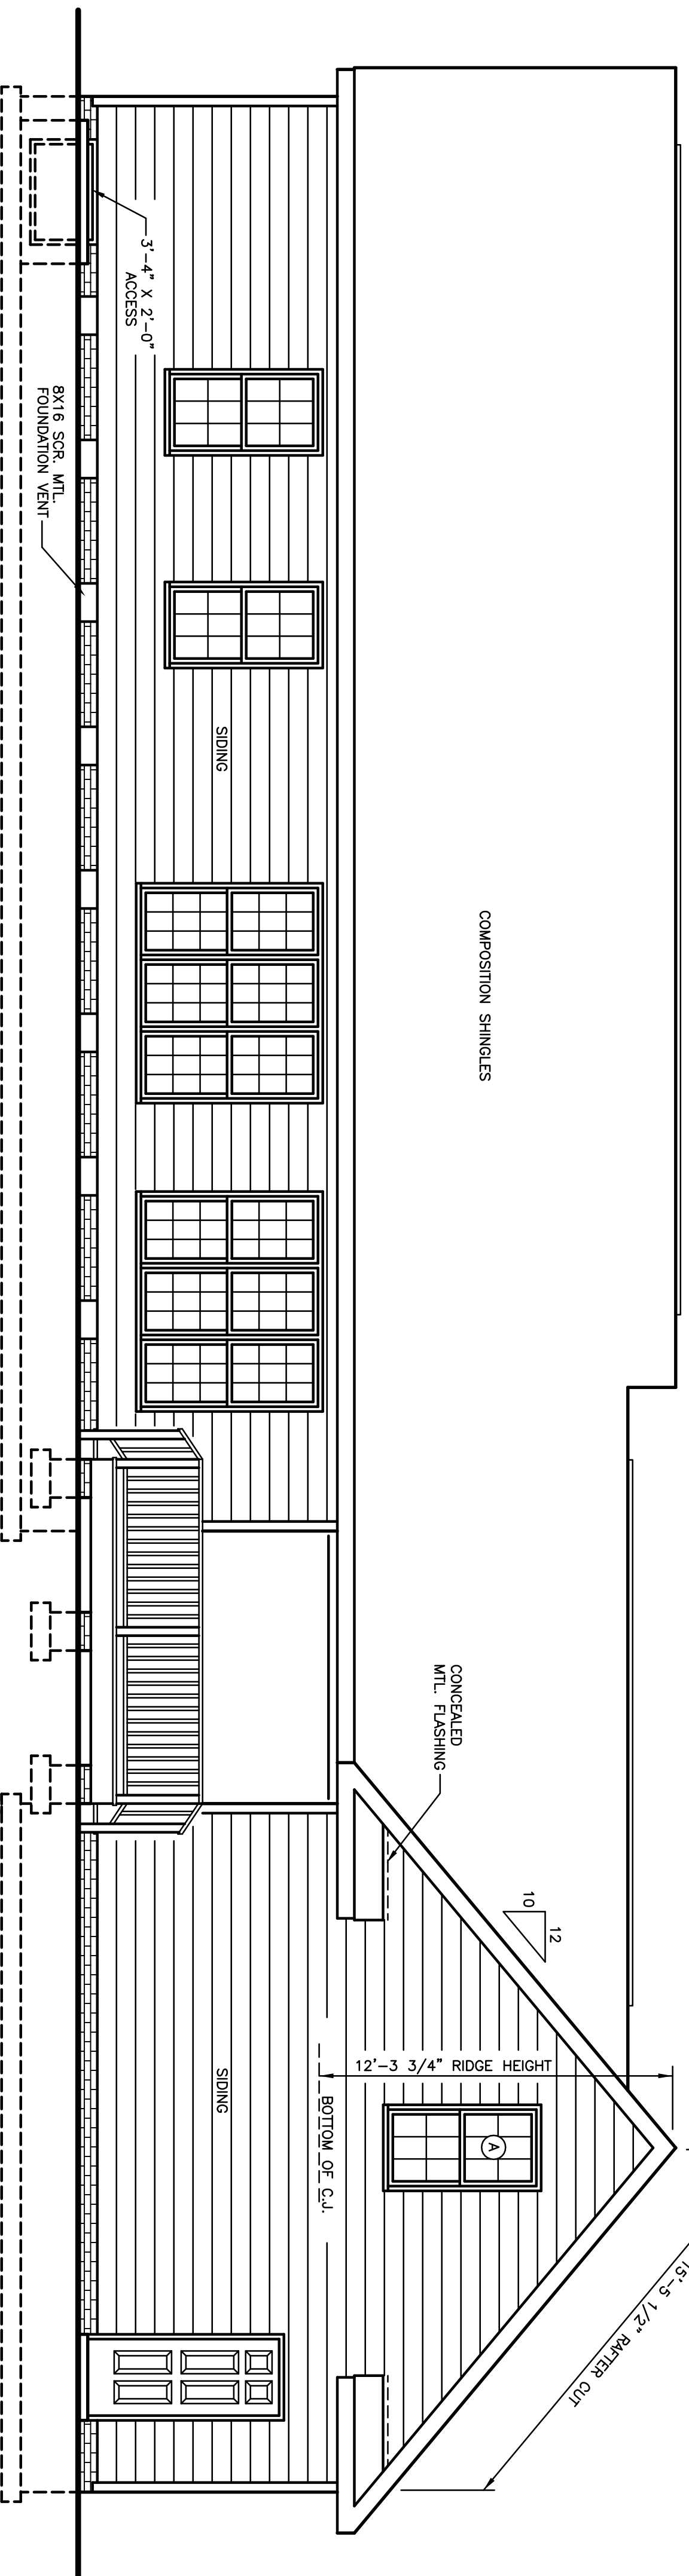 COMPOSITION SHINGLES
CONCEALED
MTL. FLASHING
10
12
15'-5 1/2" RAFTER CUT
12'-3 3/4" RIDGE HEIGHT
A
BOTTOM OF C.J.
SIDING
SIDING
3'-4" X 2'-0"
ACCESS
8X16 SCR. MTL.
FOUNDATION VENT